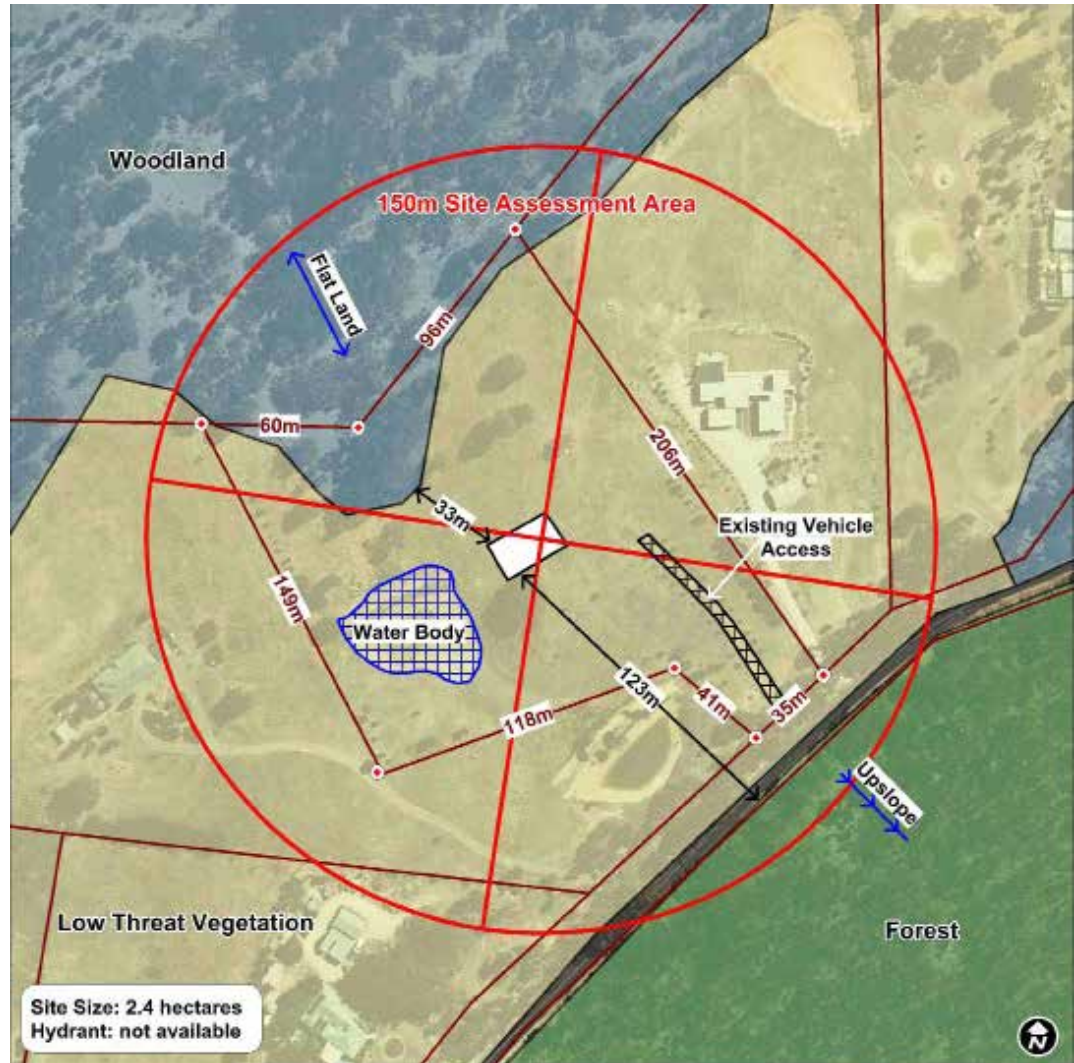 Woodland
150m Site Assessment Area
Flat Land
96m
60m
206m
33m
Existing Vehicle
Access
149m
Water Body
123m
41m
35m
118m
Upslope
Low Threat Vegetation
Forest
Site Size: 2.4 hectares
Hydrant: not available
N